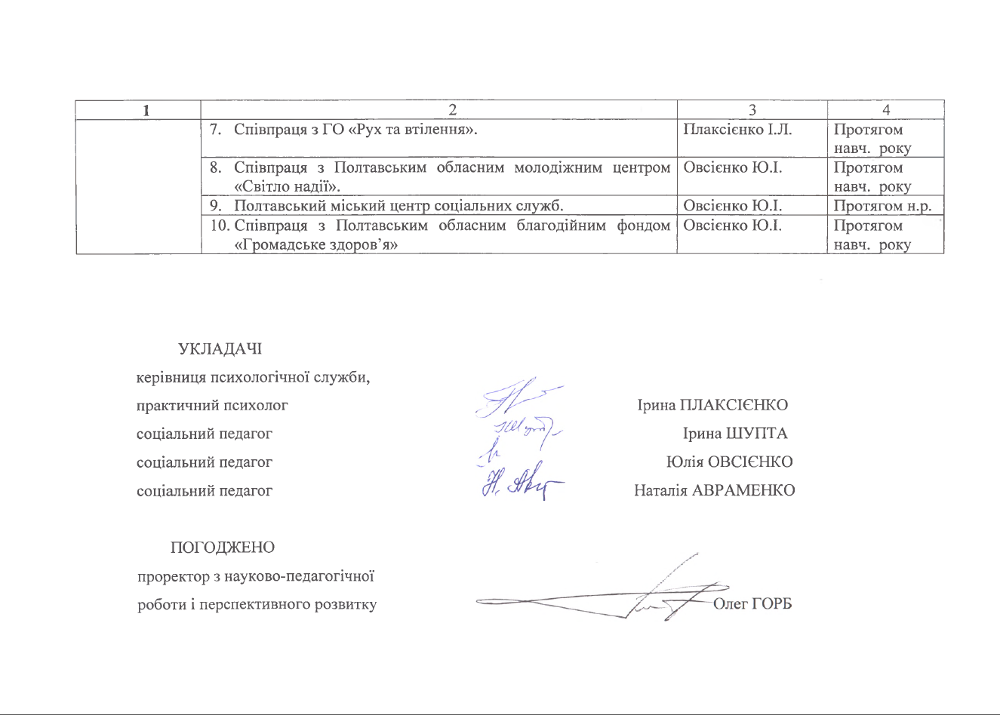 1 2 3 4
7. Співпраця з ГО «Рух та втілення». Плаксієнко І.Л. Протягом
навч. року
8. Співпраця з Полтавським обласним молодіжним центром Овсієнко Ю.І. Протягом
«Світло надії». навч. року
9. Полтавський міський центр соціальних служб. Овсієнко Ю.І. Протягом н.р.
10. Співпраця з Полтавським обласним благодійним фондом Овсієнко Ю.І. Протягом
«Громадське здоров’я» навч. року
УКЛАДАЧІ
керівниця психологічної служби,
практичний психолог Ірина ПЛАКСІЄНКО
соціальний педагог Ірина ШУПТА
соціальний педагог Юлія ОВСІЄНКО
соціальний педагог Наталія АВРАМЕНКО
ПОГОДЖЕНО
проректор з науково-педагогічної
роботи і перспективного розвитку Олег ГОРБ